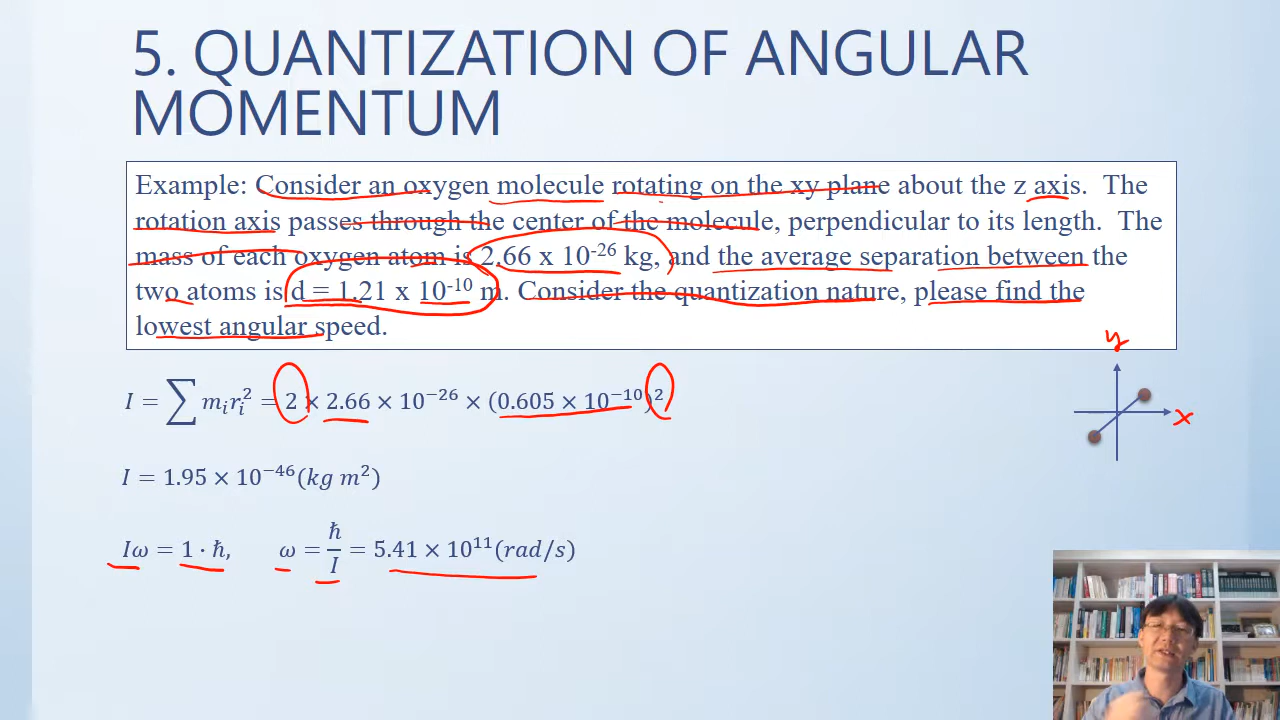 5. QUANTIZATION OF ANGULAR
MOMENTUM
Example: Consider an oxygen molecule rotating on the xy plane about the z axis. The
rotation axis passes through the center of the molecule, perpendicular to its length. The
mass of each oxygen atom is 2.66 x 10⁻²⁶ kg, and the average separation between the
two atoms is d = 1.21 x 10⁻¹⁰ m. Consider the quantization nature, please find the
lowest angular speed.
I = ∑ mᵢrᵢ² = 2 × 2.66 × 10⁻²⁶ × (0.605 × 10⁻¹⁰)²
I = 1.95 × 10⁻⁴⁶(kg m²)
Iω = 1 · ħ, ω = ħ/I = 5.41 × 10¹¹(rad/s)
y
x